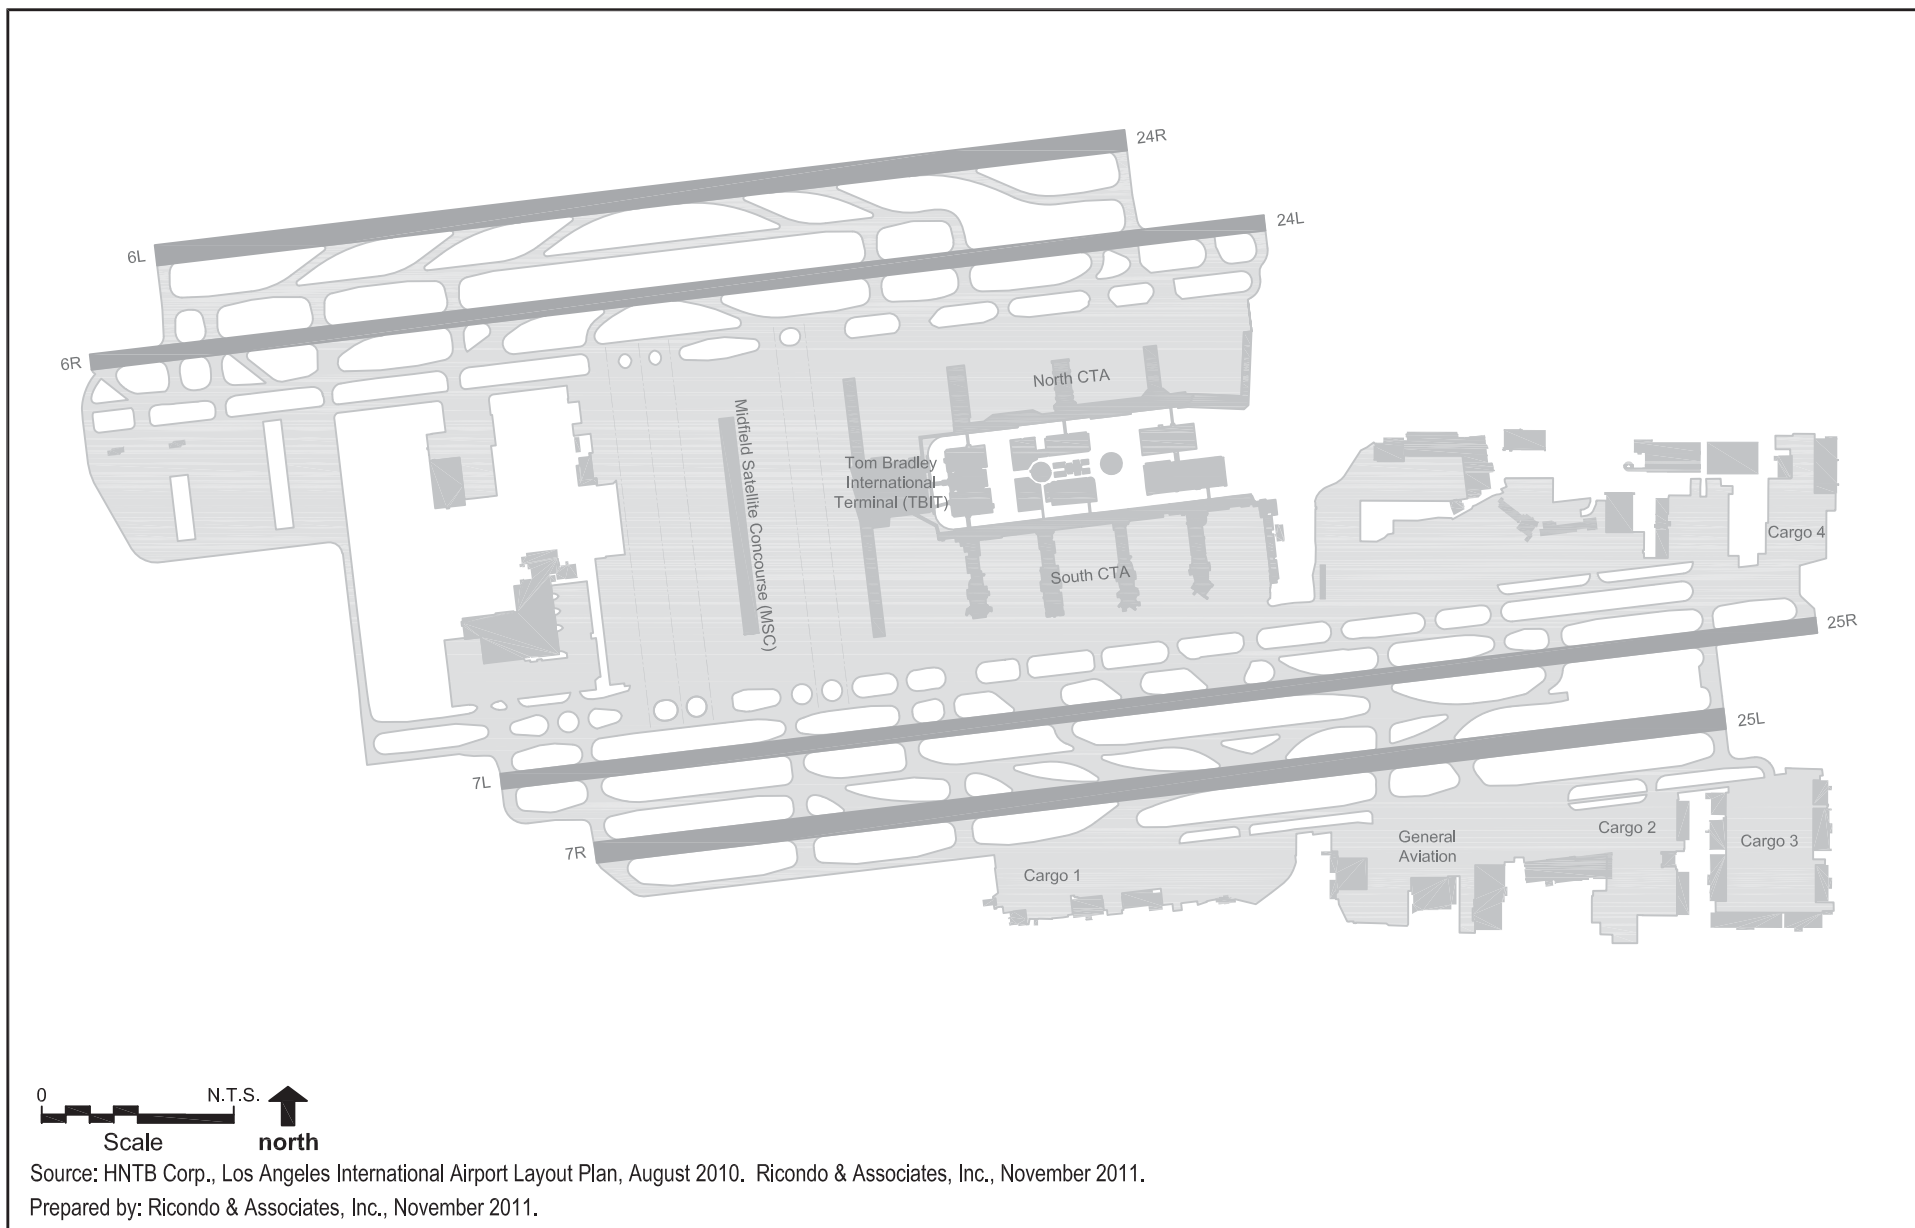 24R
24L
6L
6R
North CTA
Midfield Satellite Concourse (MSC)
Tom Bradley
International
Terminal (TBIT)
Cargo 4
South CTA
25R
25L
7L
7R
General
Aviation
Cargo 2
Cargo 3
Cargo 1
0 N.T.S.
Scale north
Source: HNTB Corp., Los Angeles International Airport Layout Plan, August 2010. Ricondo & Associates, Inc., November 2011.
Prepared by: Ricondo & Associates, Inc., November 2011.